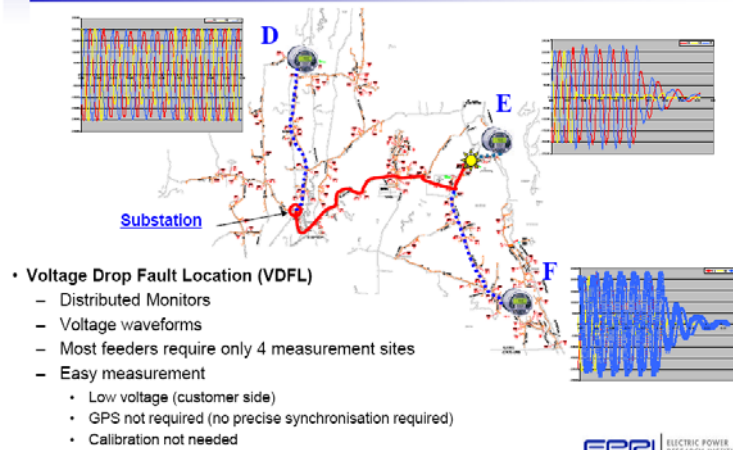 D
E
Substation
F
• Voltage Drop Fault Location (VDFL)
– Distributed Monitors
– Voltage waveforms
– Most feeders require only 4 measurement sites
– Easy measurement
• Low voltage (customer side)
• GPS not required (no precise synchronisation required)
• Calibration not needed
EPRI
ELECTRIC POWER